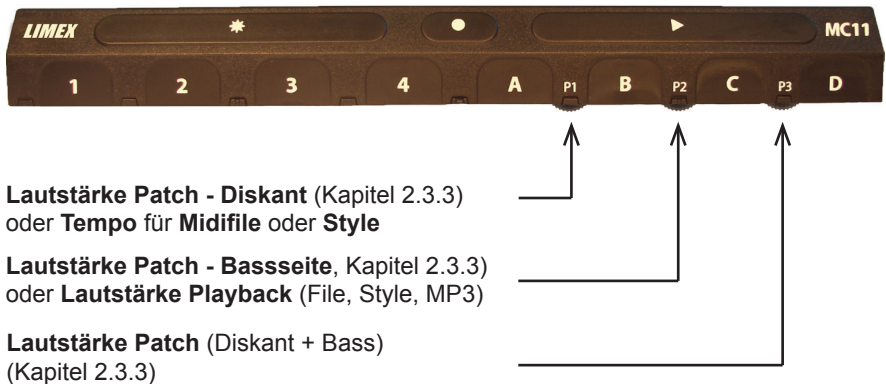 LIMEX MC11
1 2 3 4 A P1 B P2 C P3 D
Lautstärke Patch - Diskant (Kapitel 2.3.3)
oder Tempo für Midifile oder Style
Lautstärke Patch - Bassseite, Kapitel 2.3.3)
oder Lautstärke Playback (File, Style, MP3)
Lautstärke Patch (Diskant + Bass)
(Kapitel 2.3.3)